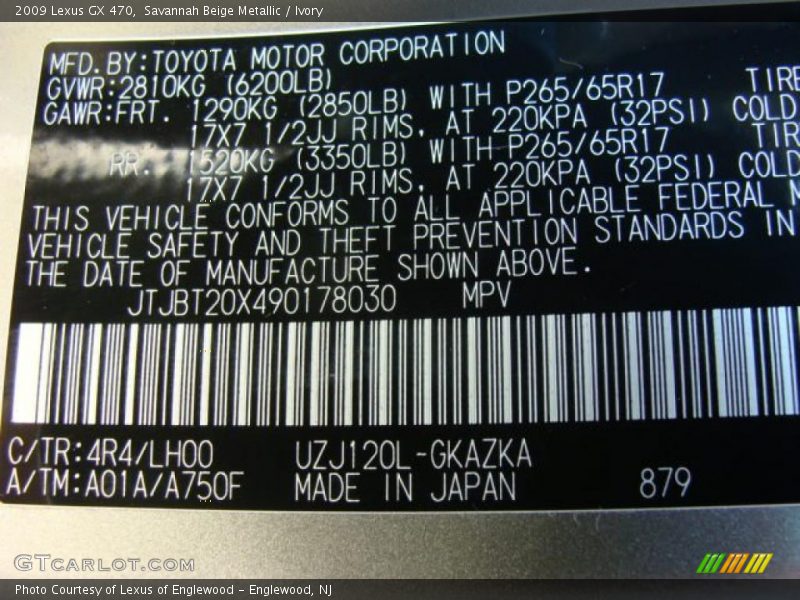 2009 Lexus GX 470, Savannah Beige Metallic / Ivory
MFD. BY: TOYOTA MOTOR CORPORATION
GVWR: 2810KG (6200LB)
GAWR: FRT. 1290KG (2850LB) WITH P265/65R17 TIRE
17X7 1/2JJ RIMS, AT 220KPA (32PSI) COLD
RR. 1520KG (3350LB) WITH P265/65R17 TIR
17X7 1/2JJ RIMS, AT 220KPA (32PSI) COLD
THIS VEHICLE CONFORMS TO ALL APPLICABLE FEDERAL M
VEHICLE SAFETY AND THEFT PREVENTION STANDARDS IN
THE DATE OF MANUFACTURE SHOWN ABOVE.
JTJBT20X490178030 MPV
C/TR: 4R4/LH00 UZJ120L-GKAZKA
A/TM: A01A/A750F MADE IN JAPAN 879
GTCARLOT.COM
Photo Courtesy of Lexus of Englewood – Englewood, NJ